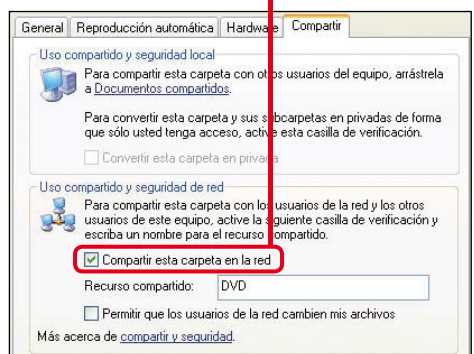 General Reproducción automática Hardware Compartir
Uso compartido y seguridad local
Para compartir esta carpeta con otros usuarios del equipo, arrástrela
a Documentos compartidos.
Para convertir esta carpeta y sus subcarpetas en privadas de forma
que sólo usted tenga acceso, active esta casilla de verificación.
Convertir esta carpeta en privada
Uso compartido y seguridad de red
Para compartir esta carpeta con los usuarios de la red y los otros
usuarios de este equipo, active la siguiente casilla de verificación y
escriba un nombre para el recurso compartido.
Compartir esta carpeta en la red
Recurso compartido: DVD
Permitir que los usuarios de la red cambien mis archivos
Más acerca de compartir y seguridad.